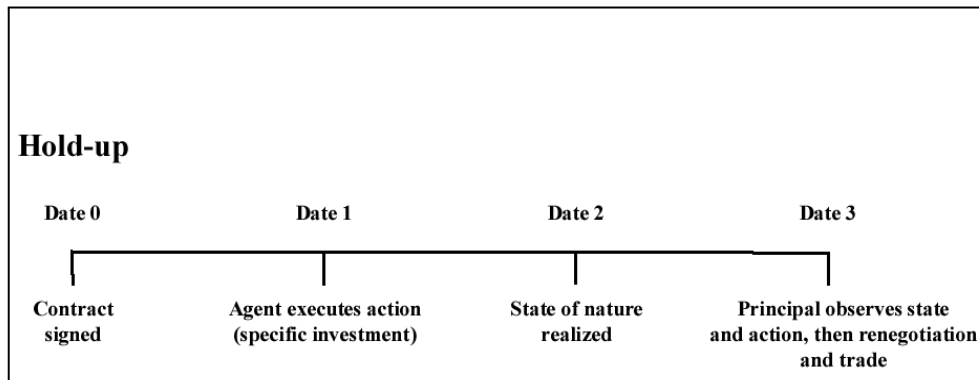 Hold-up
Date 0 Date 1 Date 2 Date 3
Contract signed
Agent executes action (specific investment)
State of nature realized
Principal observes state and action, then renegotiation and trade